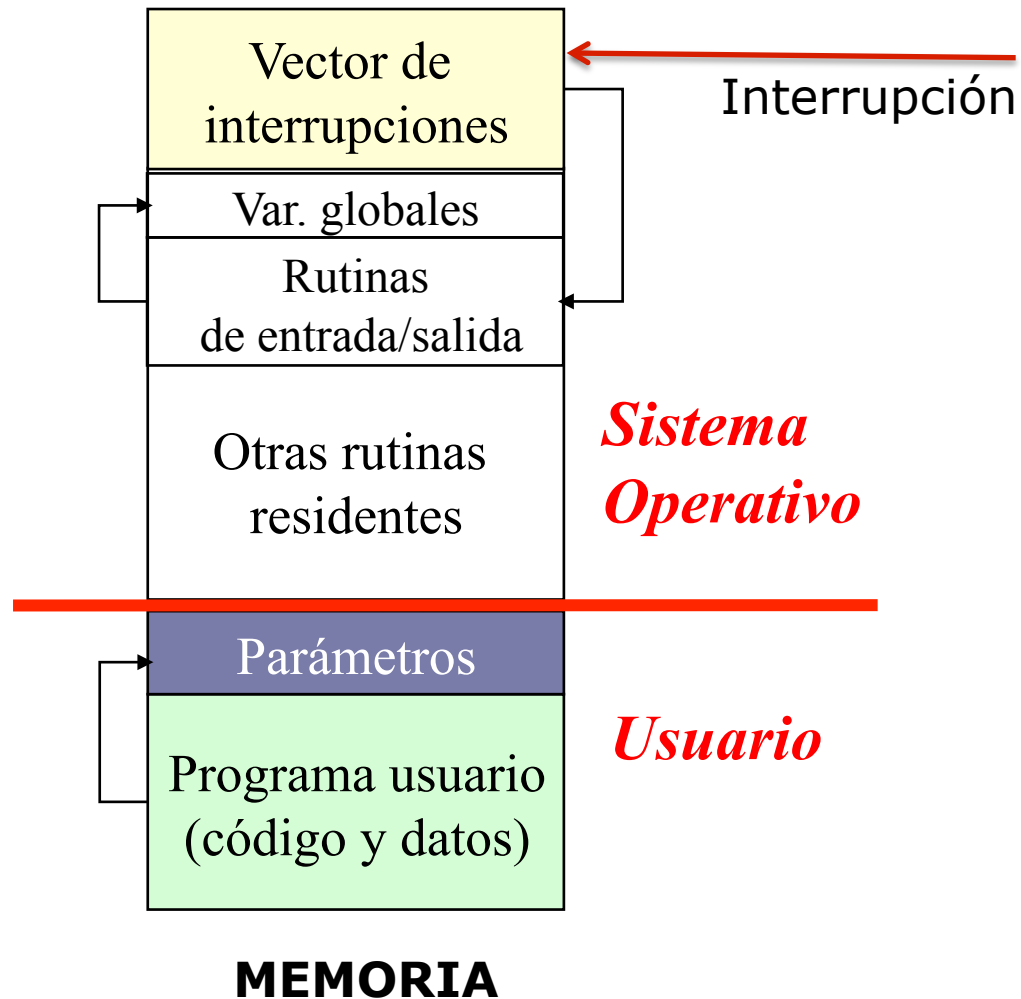 Vector de
interrupciones
Interrupción
Var. globales
Rutinas
de entrada/salida
Otras rutinas
residentes
Sistema
Operativo
Parámetros
Usuario
Programa usuario
(código y datos)
MEMORIA